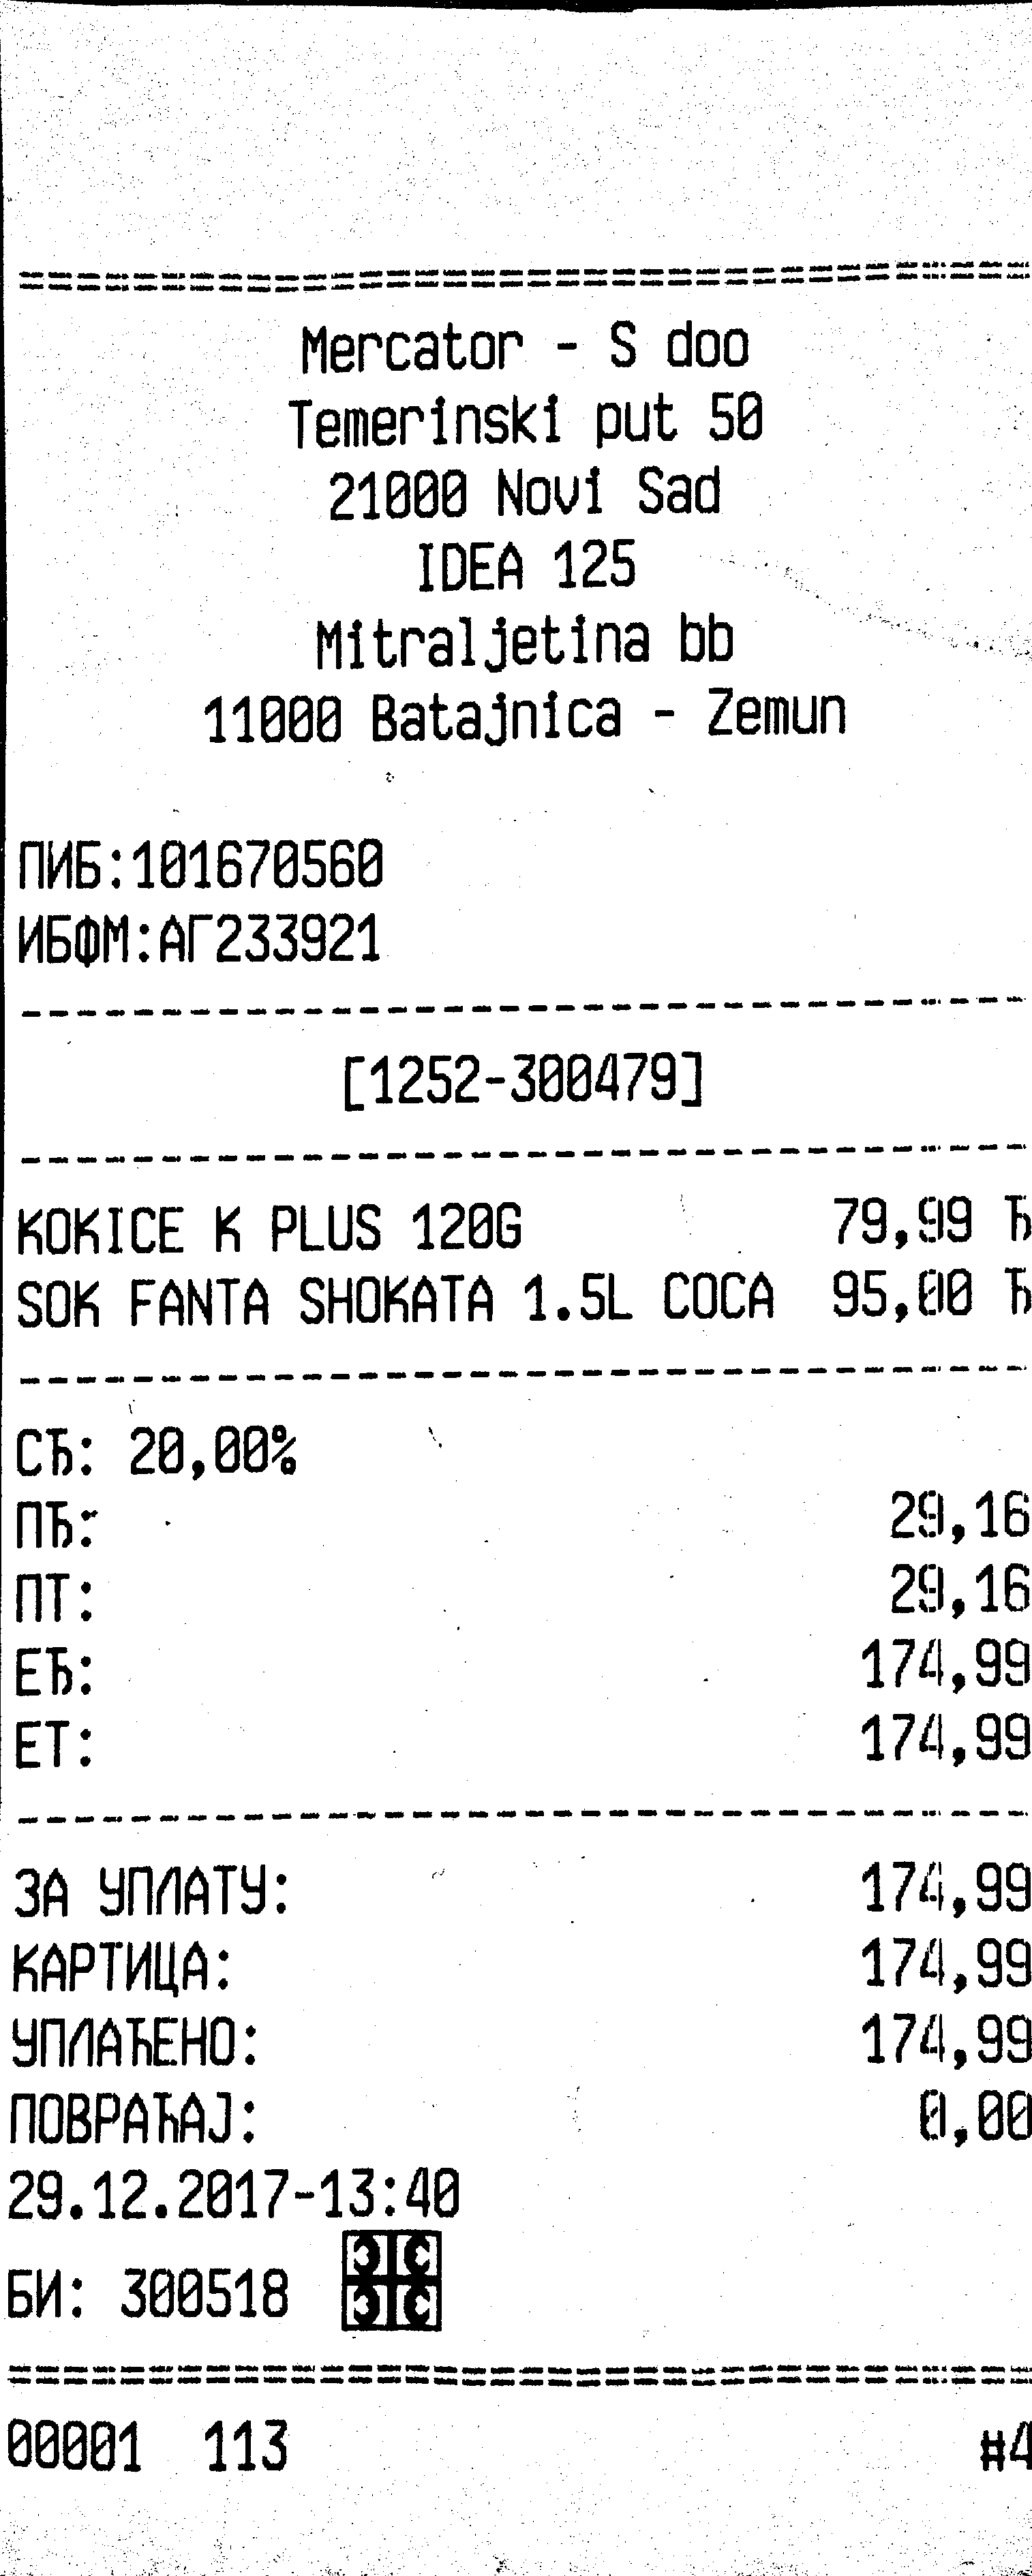 Mercator - S doo
Temerinski put 50
21000 Novi Sad
IDEA 125
Mitraljetina bb
11000 Batajnica - Zemun
ПИБ:101670560
ИБФМ:АГ233921
[1252-300479]
KOKICE K PLUS 120G 79,99 Ђ
SOK FANTA SHOKATA 1.5L COCA 95,00 Ђ
СЂ: 20,00%
ПЂ: 29,16
ПТ: 29,16
ЕЂ: 174,99
ЕТ: 174,99
ЗА УПЛАТУ: 174,99
КАРТИЦА: 174,99
УПЛАЋЕНО: 174,99
ПОВРАЋАЈ: 0,00
29.12.2017-13:40
БИ: 300518
00001 113 #4